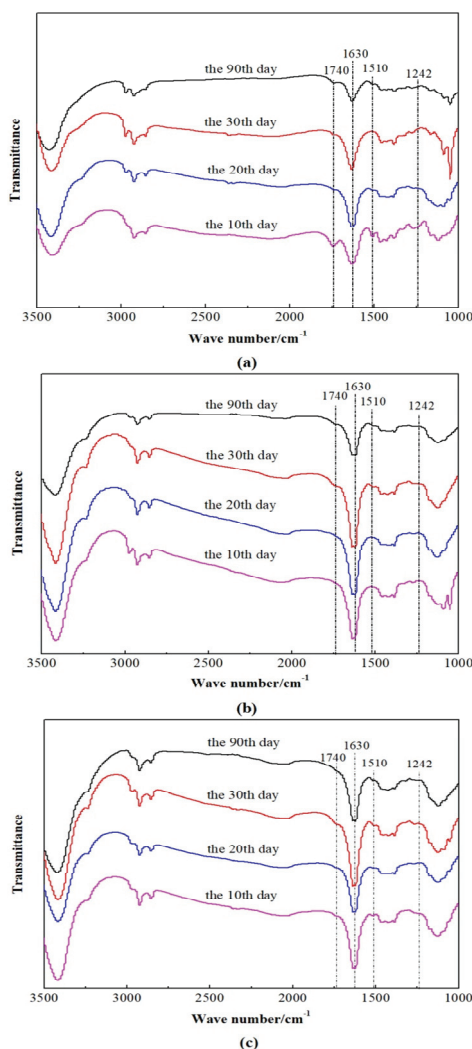 1630
1740 1510 1242
the 90th day
the 30th day
the 20th day
the 10th day
Transmittance
3500 3000 2500 2000 1500 1000
Wave number/cm-1
(a)
1630
1740 1510 1242
the 90th day
the 30th day
the 20th day
the 10th day
Transmittance
3500 3000 2500 2000 1500 1000
Wave number/cm-1
(b)
1630
1740 1510 1242
the 90th day
the 30th day
the 20th day
the 10th day
Transmittance
3500 3000 2500 2000 1500 1000
Wave number/cm-1
(c)